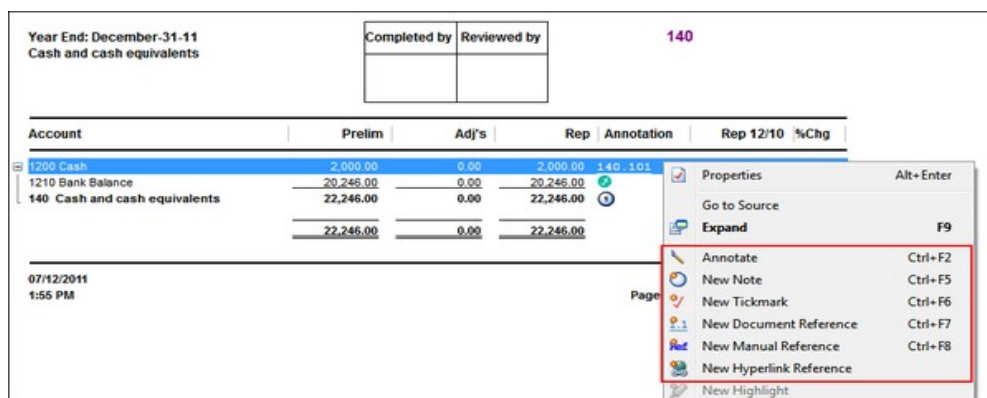 Year End: December-31-11
Cash and cash equivalents
Completed by Reviewed by
140
Account Prelim Adj's Rep Annotation Rep 12/10 %Chg
1200 Cash 2,000.00 0.00 2,000.00 140.101
1210 Bank Balance 20,246.00 0.00 20,246.00
140 Cash and cash equivalents 22,246.00 0.00 22,246.00 1
22,246.00 0.00 22,246.00
07/12/2011
1:55 PM
Page
Properties Alt+Enter
Go to Source
Expand F9
Annotate Ctrl+F2
New Note Ctrl+F5
New Tickmark Ctrl+F6
New Document Reference Ctrl+F7
Ref New Manual Reference Ctrl+F8
New Hyperlink Reference
New Highlight